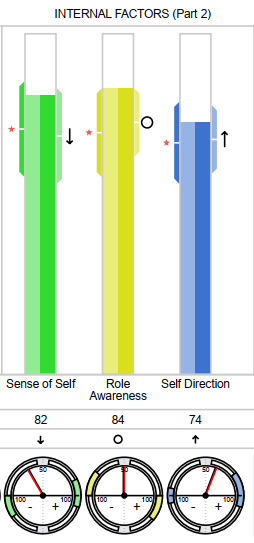 INTERNAL FACTORS (Part 2)
Sense of Self Role Awareness Self Direction
82 84 74
↓ O ↑
50 50 50
100 100 100 100 100 100
- + - + - +